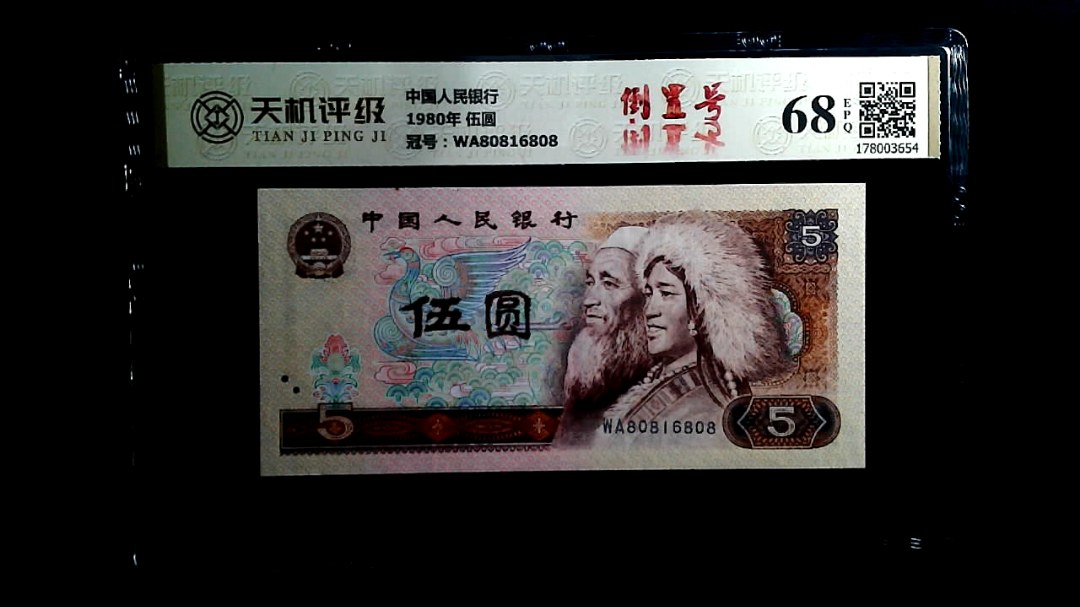 天机评级
TIAN JI PING JI
中国人民银行
1980年 伍圆
冠号：WA80816808
倒置号
68
EPQ
178003654
中国人民银行
5
伍圆
5
WA80816808
5